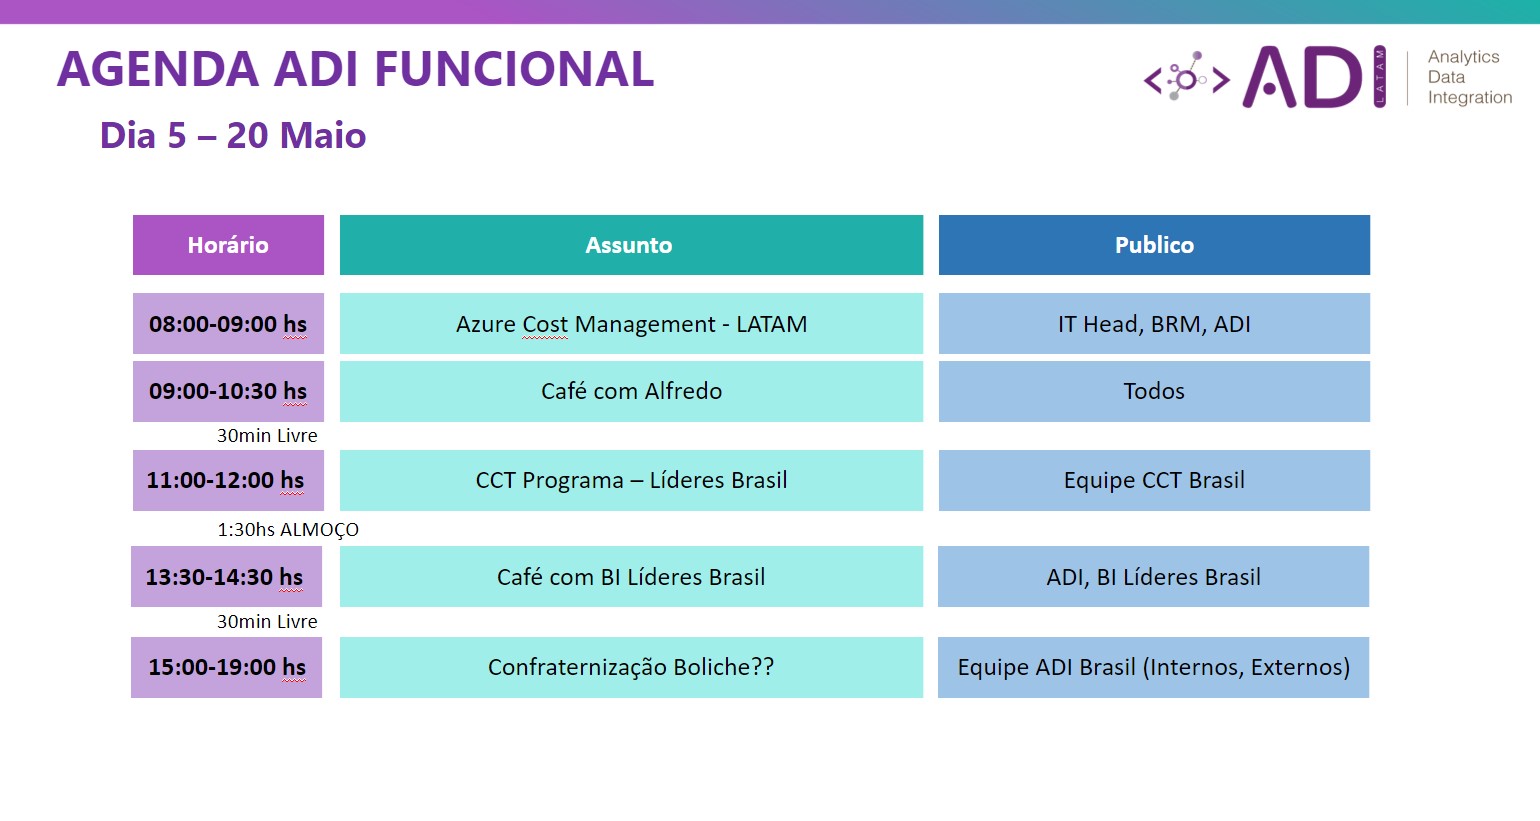 AGENDA ADI FUNCIONAL
Dia 5 – 20 Maio
ADI LATAM
Analytics
Data
Integration
Horário Assunto Publico
08:00-09:00 hs Azure Cost Management - LATAM IT Head, BRM, ADI
09:00-10:30 hs Café com Alfredo Todos
30min Livre
11:00-12:00 hs CCT Programa – Líderes Brasil Equipe CCT Brasil
1:30hs ALMOÇO
13:30-14:30 hs Café com BI Líderes Brasil ADI, BI Líderes Brasil
30min Livre
15:00-19:00 hs Confraternização Boliche?? Equipe ADI Brasil (Internos, Externos)